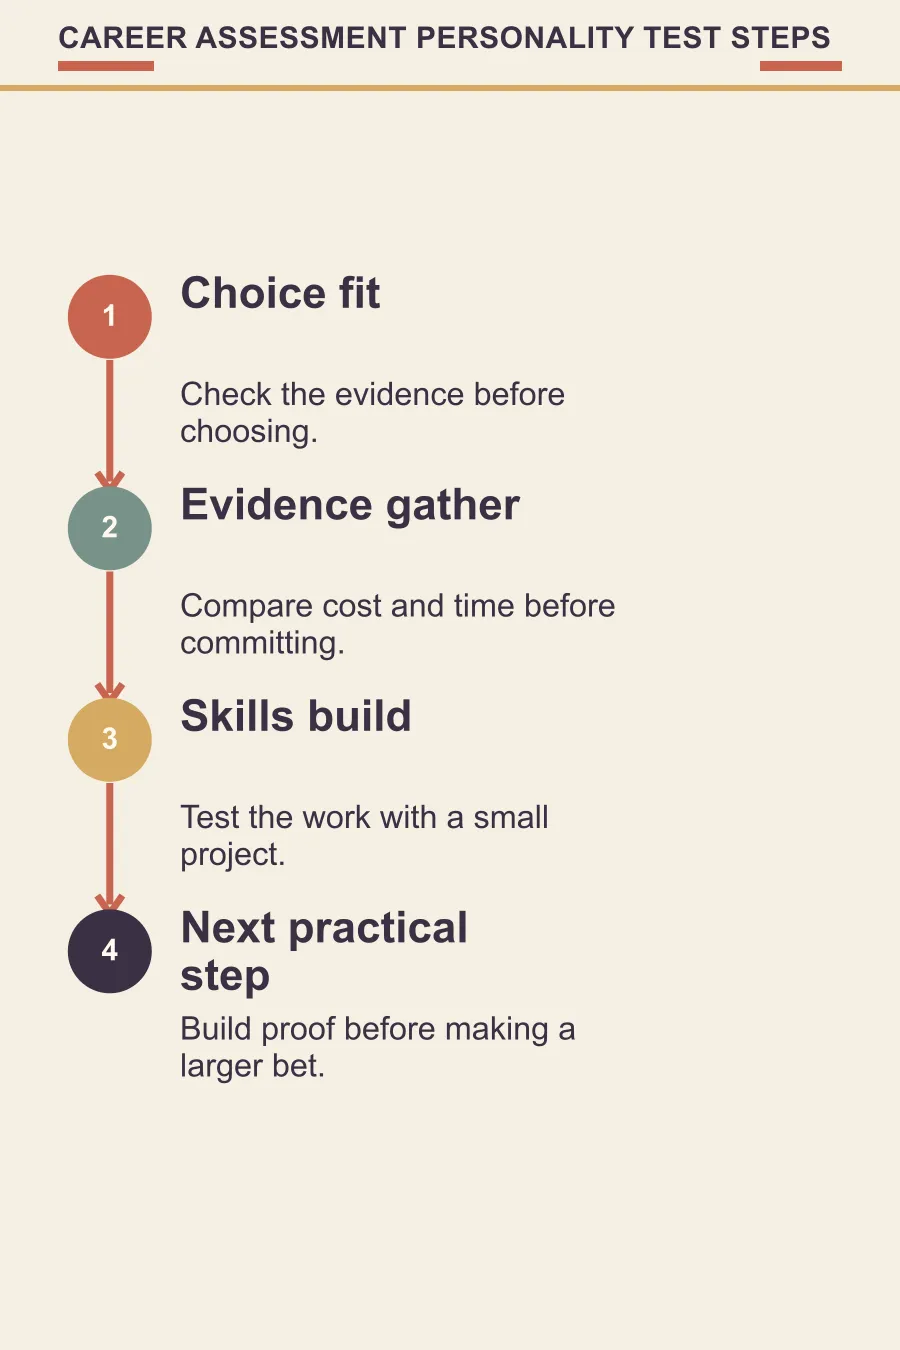 CAREER ASSESSMENT PERSONALITY TEST STEPS
1
Choice fit
Check the evidence before
choosing.
2
Evidence gather
Compare cost and time before
committing.
3
Skills build
Test the work with a small
project.
4
Next practical
step
Build proof before making a
larger bet.